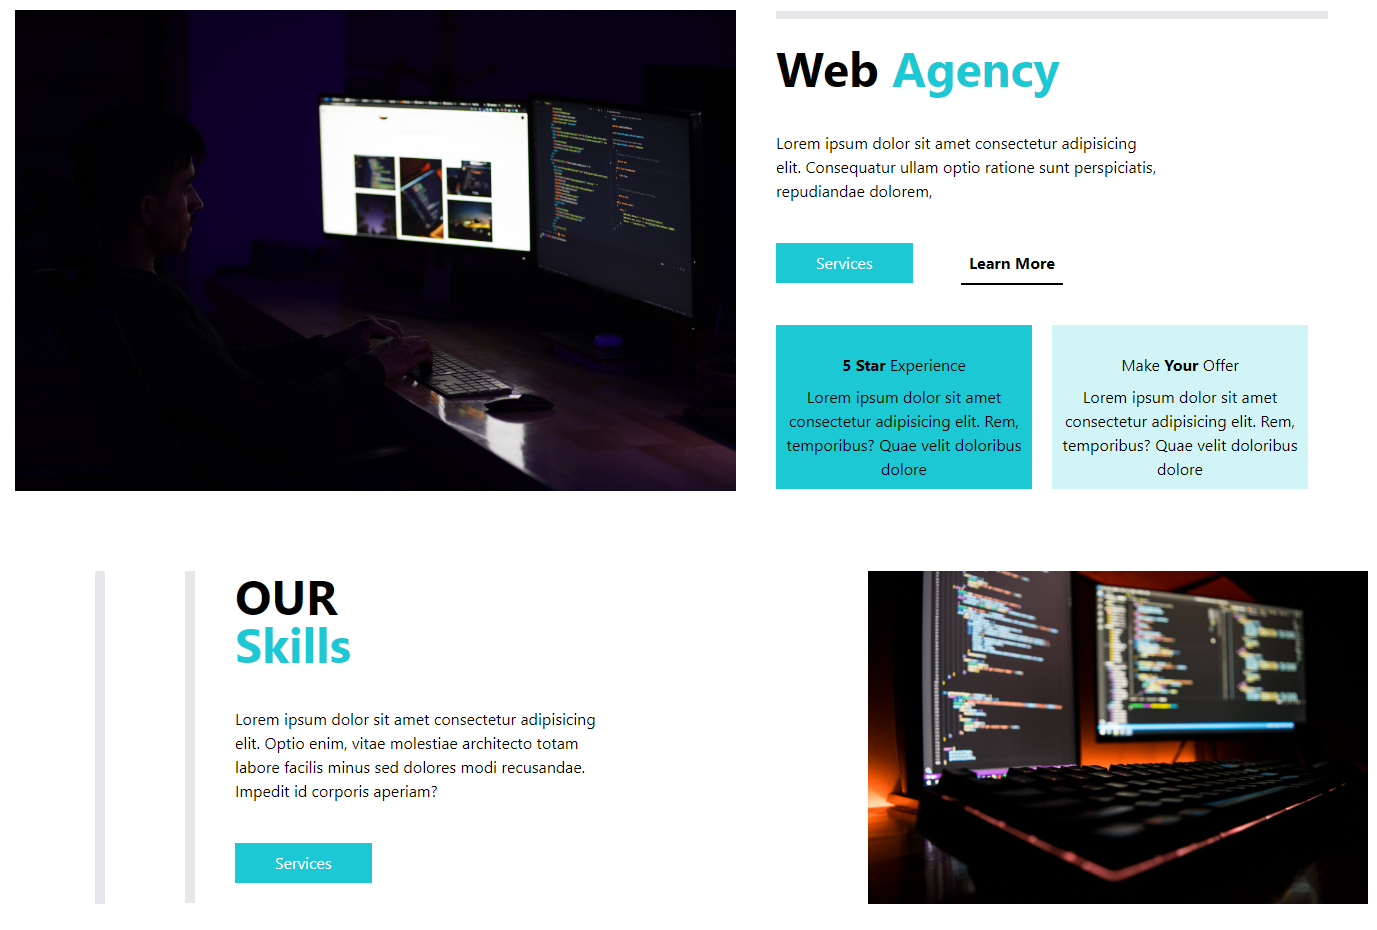 Web Agency
Lorem ipsum dolor sit amet consectetur adipisicing
elit. Consequatur ullam optio ratione sunt perspiciatis,
repudiandae dolorem,
Services
Learn More
5 Star Experience
Lorem ipsum dolor sit amet
consectetur adipisicing elit. Rem,
temporibus? Quae velit doloribus
dolore
Make Your Offer
Lorem ipsum dolor sit amet
consectetur adipisicing elit. Rem,
temporibus? Quae velit doloribus
dolore
OUR
Skills
Lorem ipsum dolor sit amet consectetur adipisicing
elit. Optio enim, vitae molestiae architecto totam
labore facilis minus sed dolores modi recusandae.
Impedit id corporis aperiam?
Services